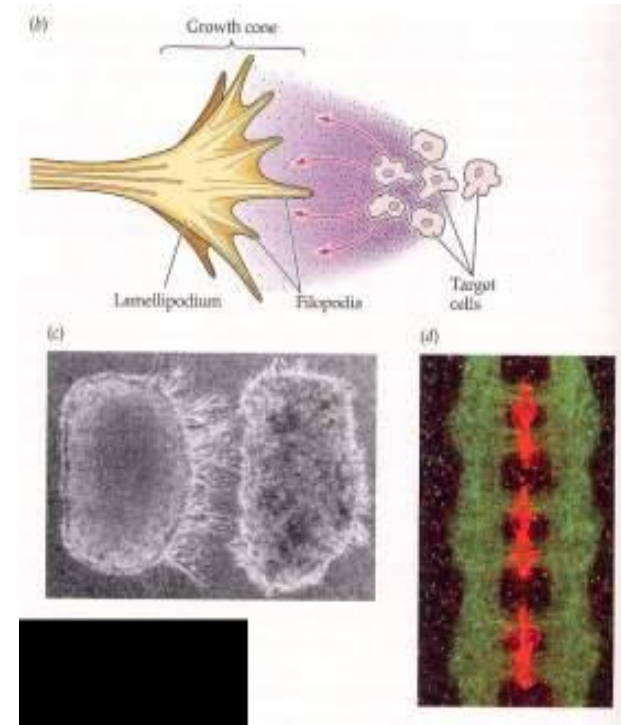 (b)
Growth cone
Lamellipodium
Filopodia
Target
cells
(c)
(d)